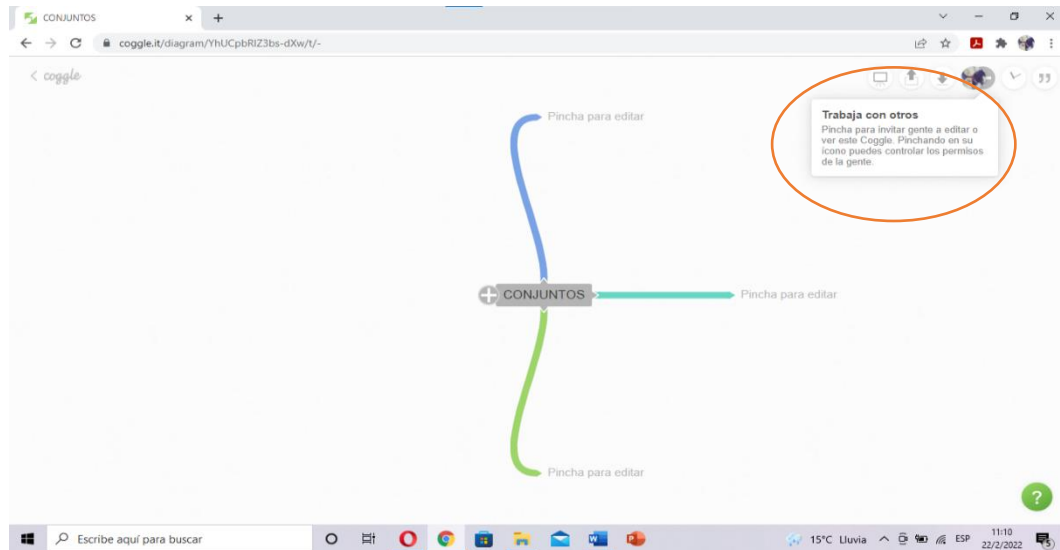 CONJUNTOS
coggle.it/diagram/YhUCpbRIZ3bs-dXw/t/-
coggle
Pincha para editar
Trabaja con otros
Pincha para invitar gente a editar o
ver este Coggle. Pinchando en su
icono puedes controlar los permisos
de la gente.
CONJUNTOS
Pincha para editar
Pincha para editar
?
Escribe aquí para buscar
15°C Lluvia
ESP
11:10
22/2/2022
5